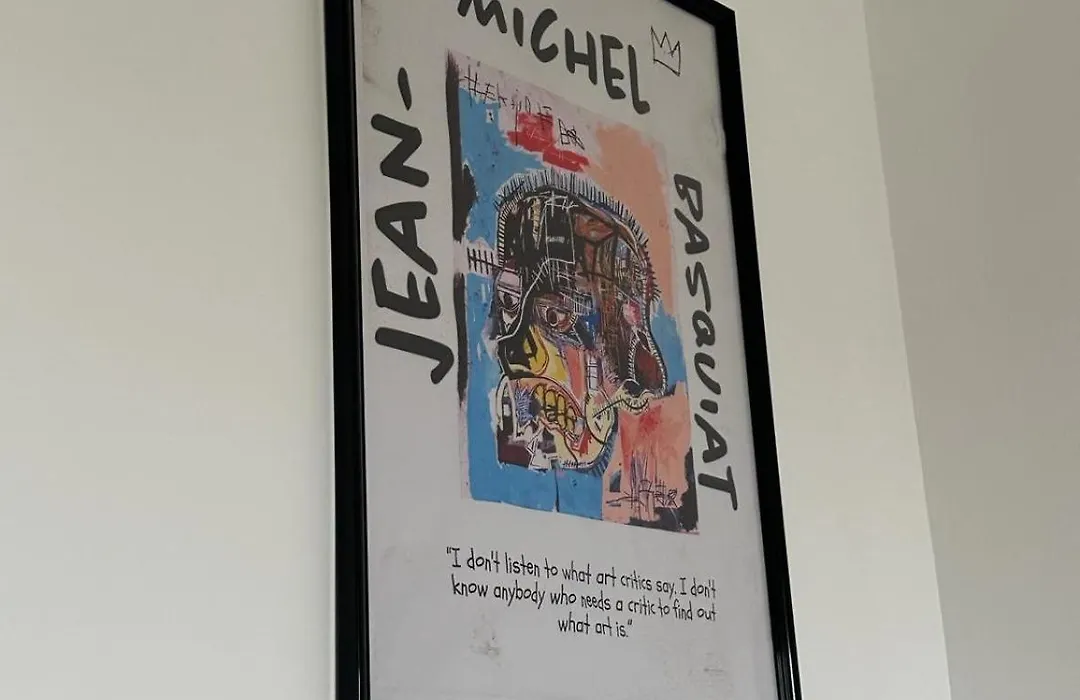 JEAN-
MICHEL
BASQUIAT
"I don't listen to what art critics say. I don't
know anybody who needs a critic to find out
what art is."